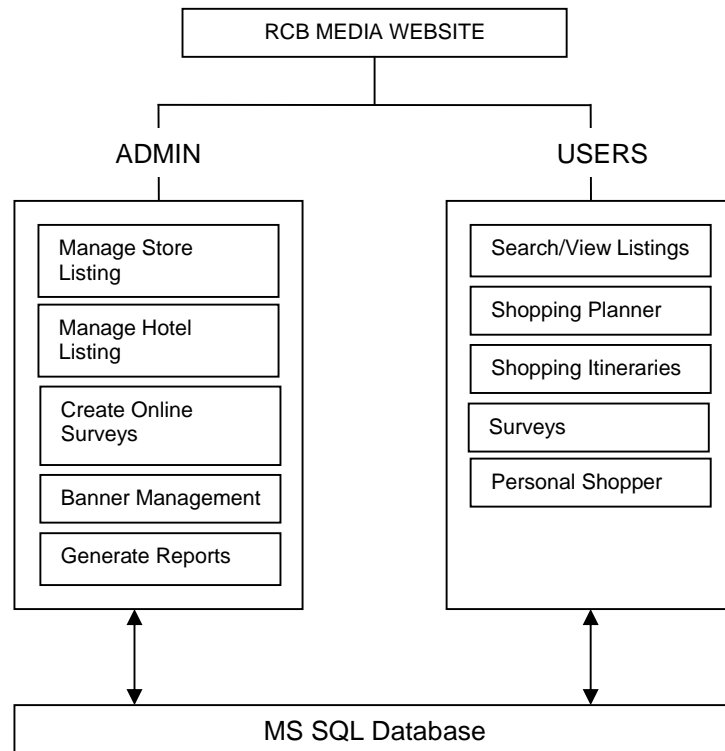 RCB MEDIA WEBSITE
ADMIN
USERS
Manage Store
Listing
Manage Hotel
Listing
Create Online
Surveys
Banner Management
Generate Reports
Search/View Listings
Shopping Planner
Shopping Itineraries
Surveys
Personal Shopper
MS SQL Database